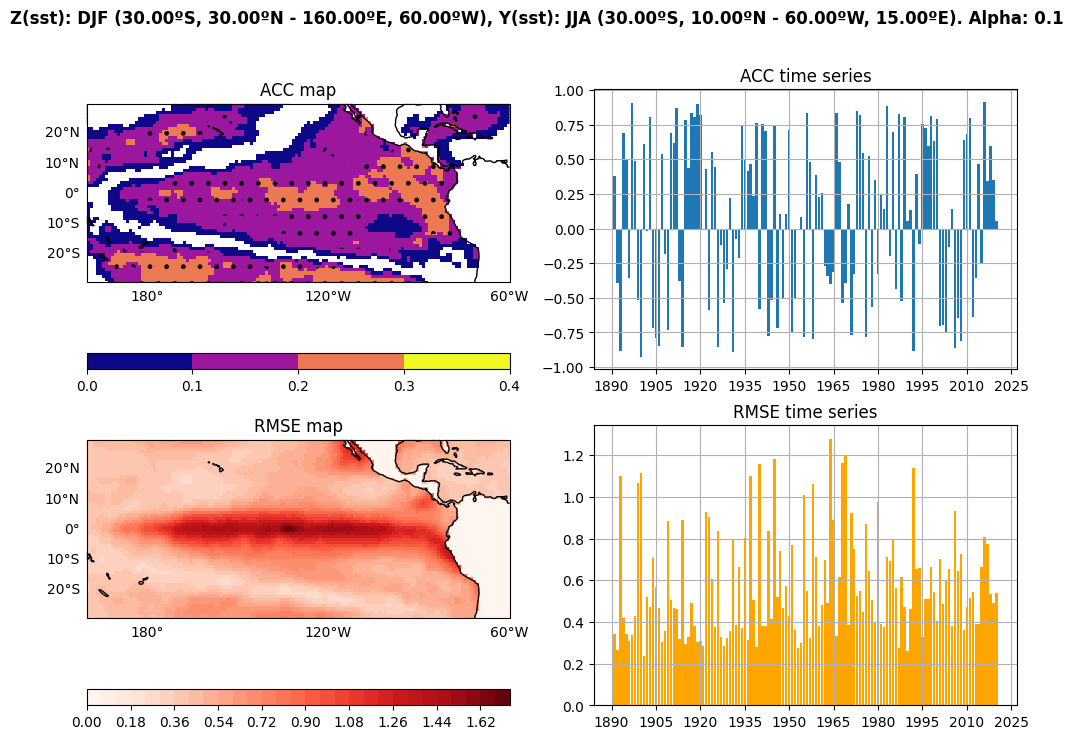 Z(sst): DJF (30.00ºS, 30.00ºN - 160.00ºE, 60.00ºW), Y(sst): JJA (30.00ºS, 10.00ºN - 60.00ºW, 15.00ºE). Alpha: 0.1
ACC map
20°N
10°N
0°
10°S
20°S
180°
120°W
60°W
0.0 0.1 0.2 0.3 0.4
ACC time series
1.00
0.75
0.50
0.25
0.00
−0.25
−0.50
−0.75
−1.00
1890 1905 1920 1935 1950 1965 1980 1995 2010 2025
RMSE map
20°N
10°N
0°
10°S
20°S
180°
120°W
60°W
0.00 0.18 0.36 0.54 0.72 0.90 1.08 1.26 1.44 1.62
RMSE time series
1.2
1.0
0.8
0.6
0.4
0.2
0.0
1890 1905 1920 1935 1950 1965 1980 1995 2010 2025